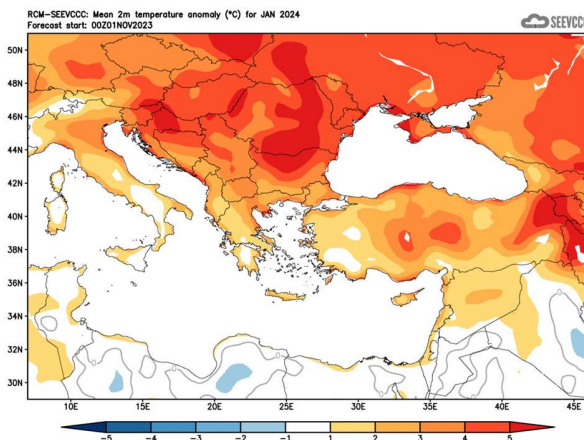 RCM-SEEVCCC: Mean 2m temperature anomaly (°C) for JAN 2024
Forecast start: 00Z01NOV2023
SEEVCCC
50N
48N
46N
44N
42N
40N
38N
36N
34N
32N
30N
10E 15E 20E 25E 30E 35E 40E 45E
-5 -4 -3 -2 -1 1 2 3 4 5